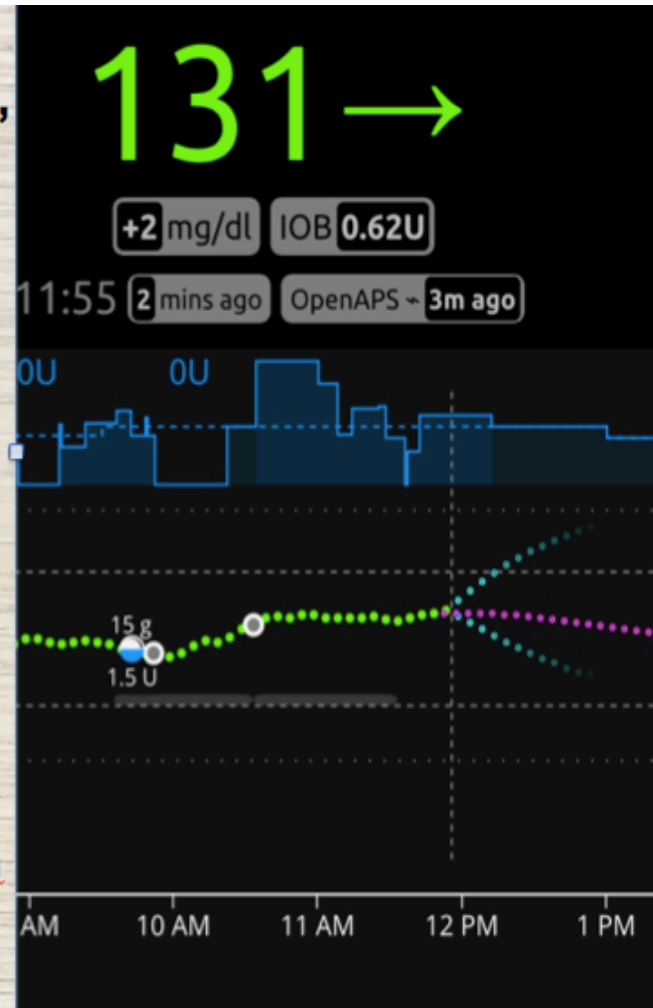 131→
+2 mg/dl IOB 0.62U
11:55 2 mins ago OpenAPS ⌁ 3m ago
0U 0U
15 g
1.5 U
AM 10 AM 11 AM 12 PM 1 PM